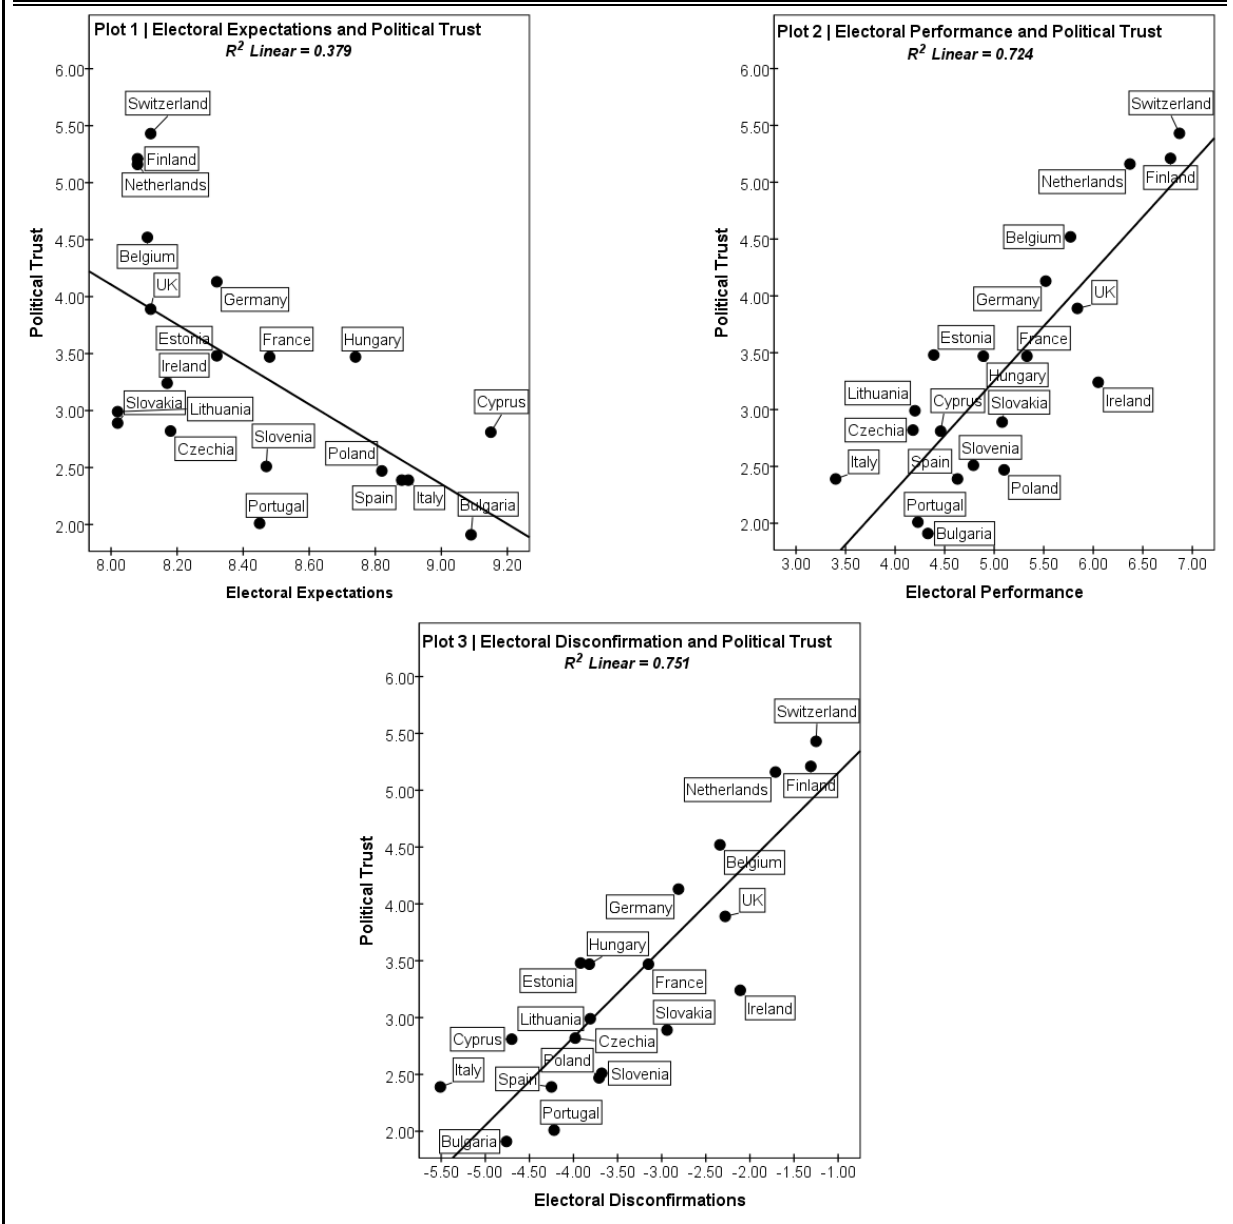 Plot 1 | Electoral Expectations and Political Trust
R² Linear = 0.379
Political Trust
6.00
5.50
5.00
4.50
4.00
3.50
3.00
2.50
2.00
Switzerland
Finland
Netherlands
Belgium
UK
Germany
Estonia
France
Hungary
Ireland
Slovakia
Lithuania
Cyprus
Czechia
Slovenia
Poland
Spain
Italy
Portugal
Bulgaria
8.00 8.20 8.40 8.60 8.80 9.00 9.20
Electoral Expectations
Plot 2 | Electoral Performance and Political Trust
R² Linear = 0.724
Political Trust
6.00
5.50
5.00
4.50
4.00
3.50
3.00
2.50
2.00
Switzerland
Finland
Netherlands
Belgium
Germany
UK
Estonia
France
Hungary
Lithuania
Cyprus
Slovakia
Ireland
Czechia
Slovenia
Italy
Spain
Poland
Portugal
Bulgaria
3.00 3.50 4.00 4.50 5.00 5.50 6.00 6.50 7.00
Electoral Performance
Plot 3 | Electoral Disconfirmation and Political Trust
R² Linear = 0.751
Political Trust
6.00
5.50
5.00
4.50
4.00
3.50
3.00
2.50
2.00
Switzerland
Netherlands
Finland
Belgium
Germany
UK
Hungary
Estonia
France
Ireland
Slovakia
Lithuania
Cyprus
Czechia
Poland
Italy
Spain
Slovenia
Portugal
Bulgaria
-5.50 -5.00 -4.50 -4.00 -3.50 -3.00 -2.50 -2.00 -1.50 -1.00
Electoral Disconfirmations